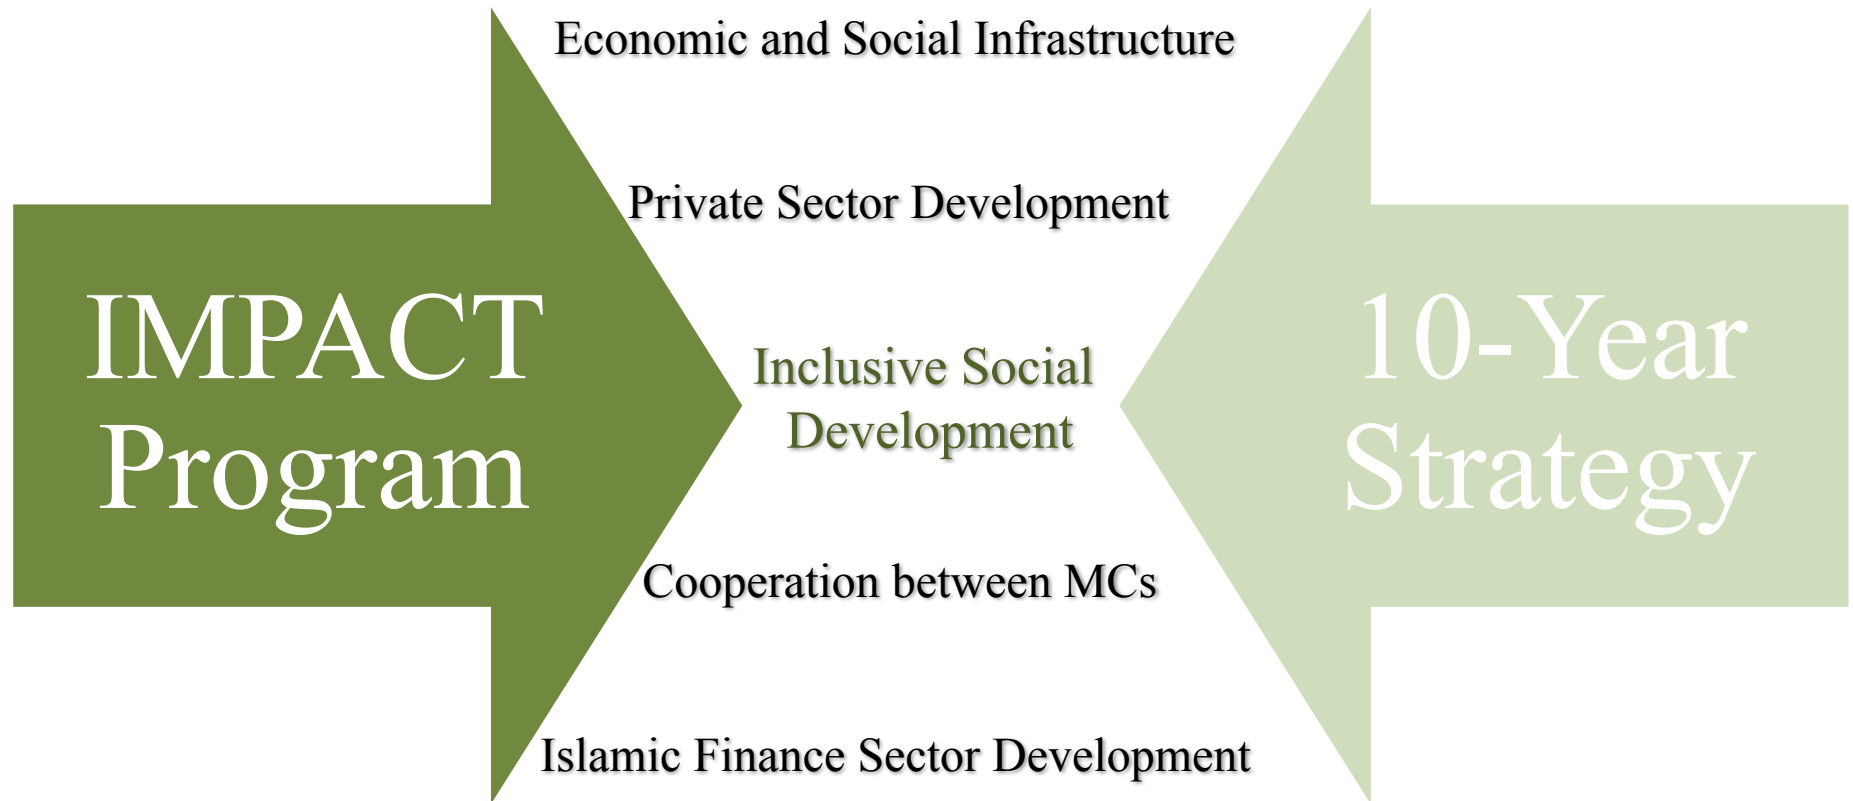 Economic and Social Infrastructure
Private Sector Development
IMPACT
Program
Inclusive Social
Development
10-Year
Strategy
Cooperation between MCs
Islamic Finance Sector Development